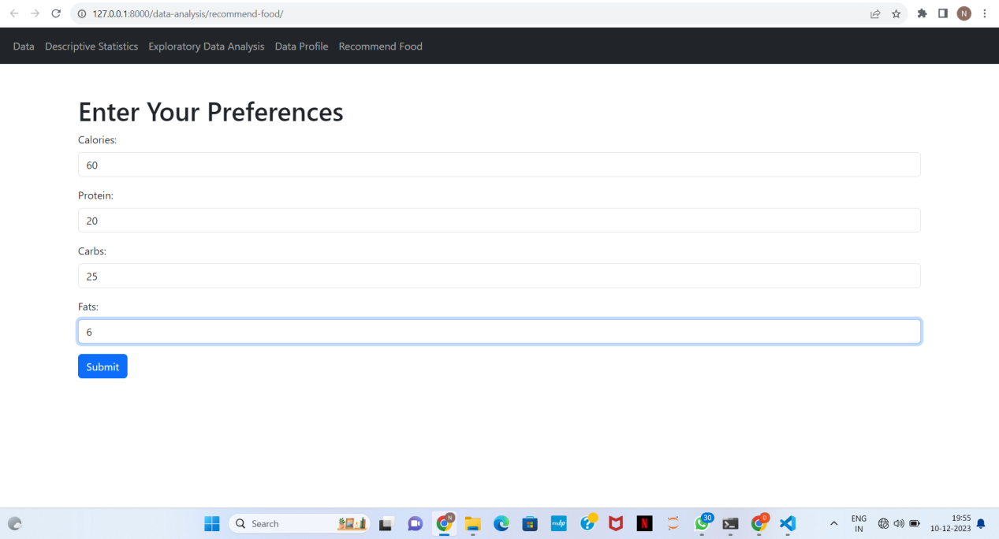 127.0.0.1:8000/data-analysis/recommend-food/
N
Data Descriptive Statistics Exploratory Data Analysis Data Profile Recommend Food
Enter Your Preferences
Calories:
60
Protein:
20
Carbs:
25
Fats:
6
Submit
Search
N
mdp
?
N
30
D
ENG
IN
19:55
10-12-2023